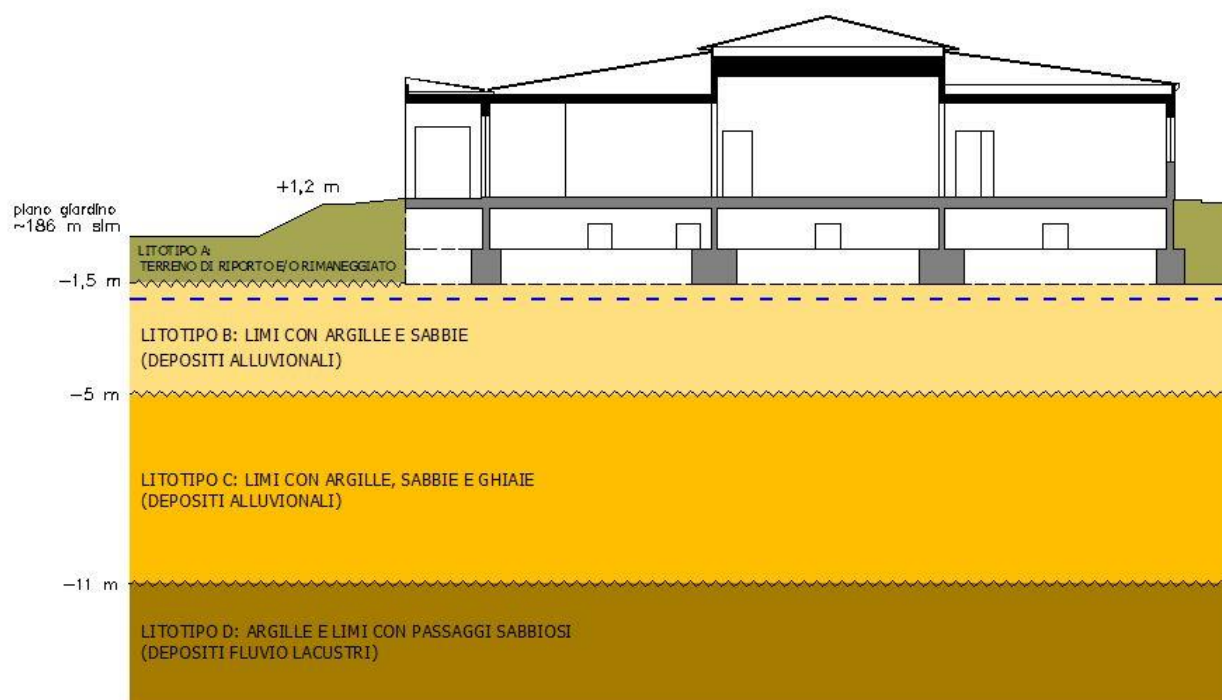 +1,2 m
piano giardino
~186 m slm
LITOTIPO A:
TERRENO DI RIPORTO E/O RIMANEGGIATO
−1,5 m
LITOTIPO B: LIMI CON ARGILLE E SABBIE
(DEPOSITI ALLUVIONALI)
−5 m
LITOTIPO C: LIMI CON ARGILLE, SABBIE E GHIAIE
(DEPOSITI ALLUVIONALI)
−11 m
LITOTIPO D: ARGILLE E LIMI CON PASSAGGI SABBIOSI
(DEPOSITI FLUVIO LACUSTRI)